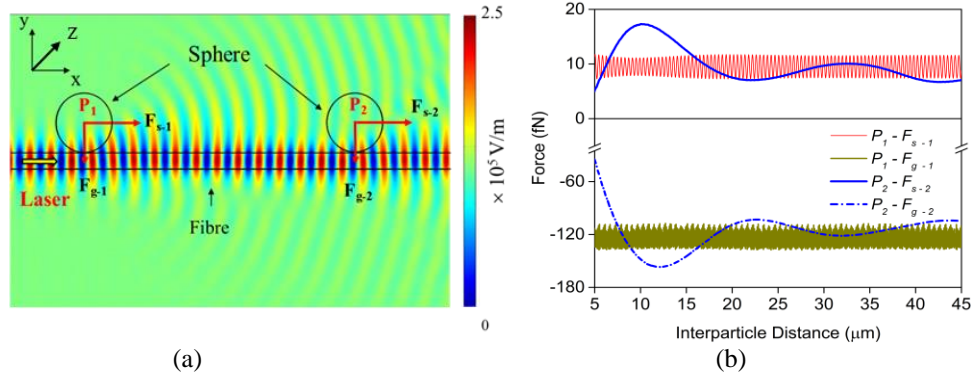 y
z
x
Sphere
P1
P2
Fs-1
Fs-2
Fg-1
Fg-2
Laser
Fibre
2.5
× 10^5 V/m
0
(a)
20
10
0
-60
-120
-180
Force (fN)
P1 - Fs-1
P1 - Fg-1
P2 - Fs-2
P2 - Fg-2
5 10 15 20 25 30 35 40 45
Interparticle Distance (μm)
(b)